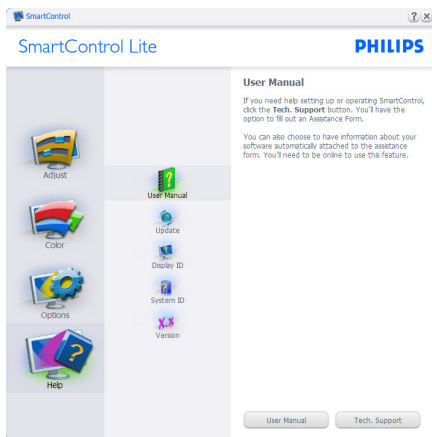 SmartControl
SmartControl Lite
PHILIPS
Adjust
Color
Options
Help
User Manual
Update
Display ID
System ID
X.X
Version
User Manual
If you need help setting up or operating SmartControl,
click the Tech. Support button. You'll have the
option to fill out an Assistance Form.
You can also choose to have information about your
software automatically attached to the assistance
form. You'll need to be online to use this feature.
User Manual
Tech. Support